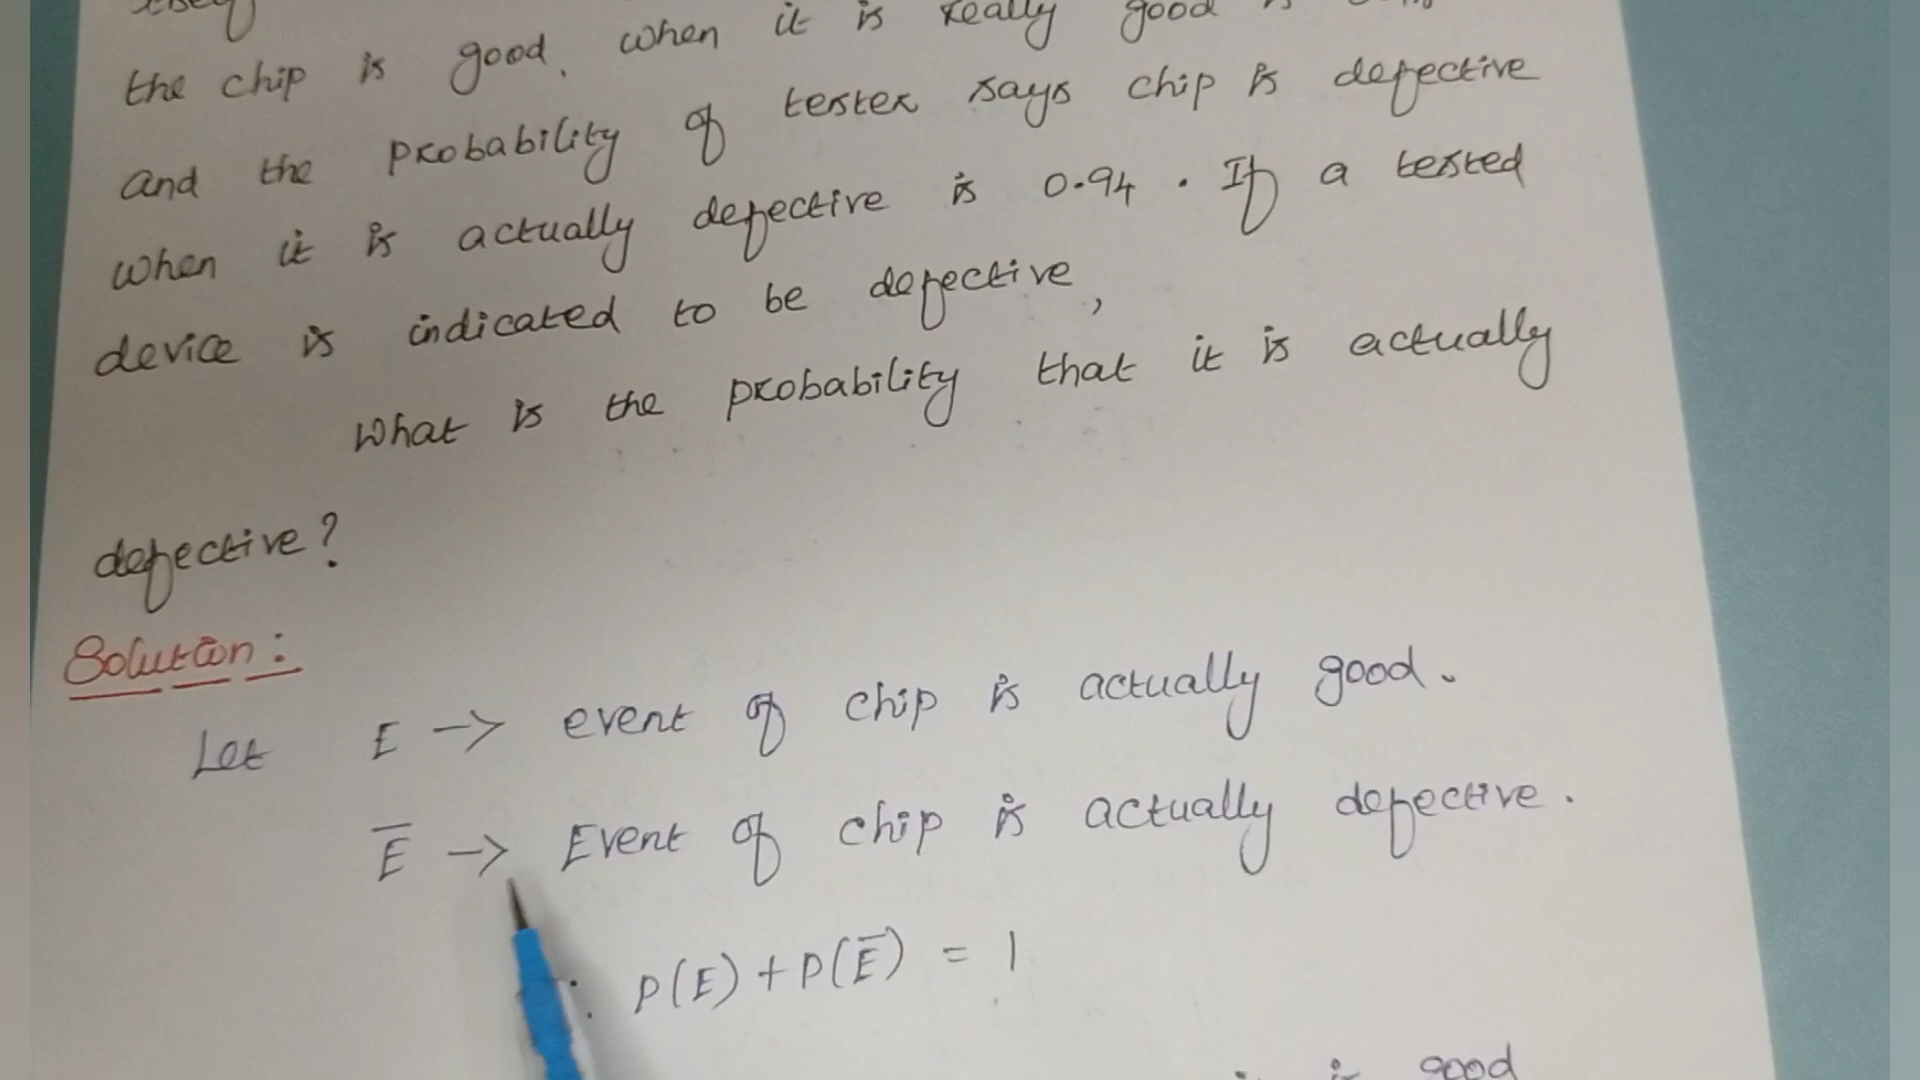 the chip is good, when it is really good
and the probability of tester says chip is defective
when it is actually defective is 0.94. If a tested
device is indicated to be defective,
What is the probability that it is actually
defective?
Solution:
Let E -> event of chip is actually good.
E̅ -> Event of chip is actually defective.
P(E) + P(E̅) = 1
is good